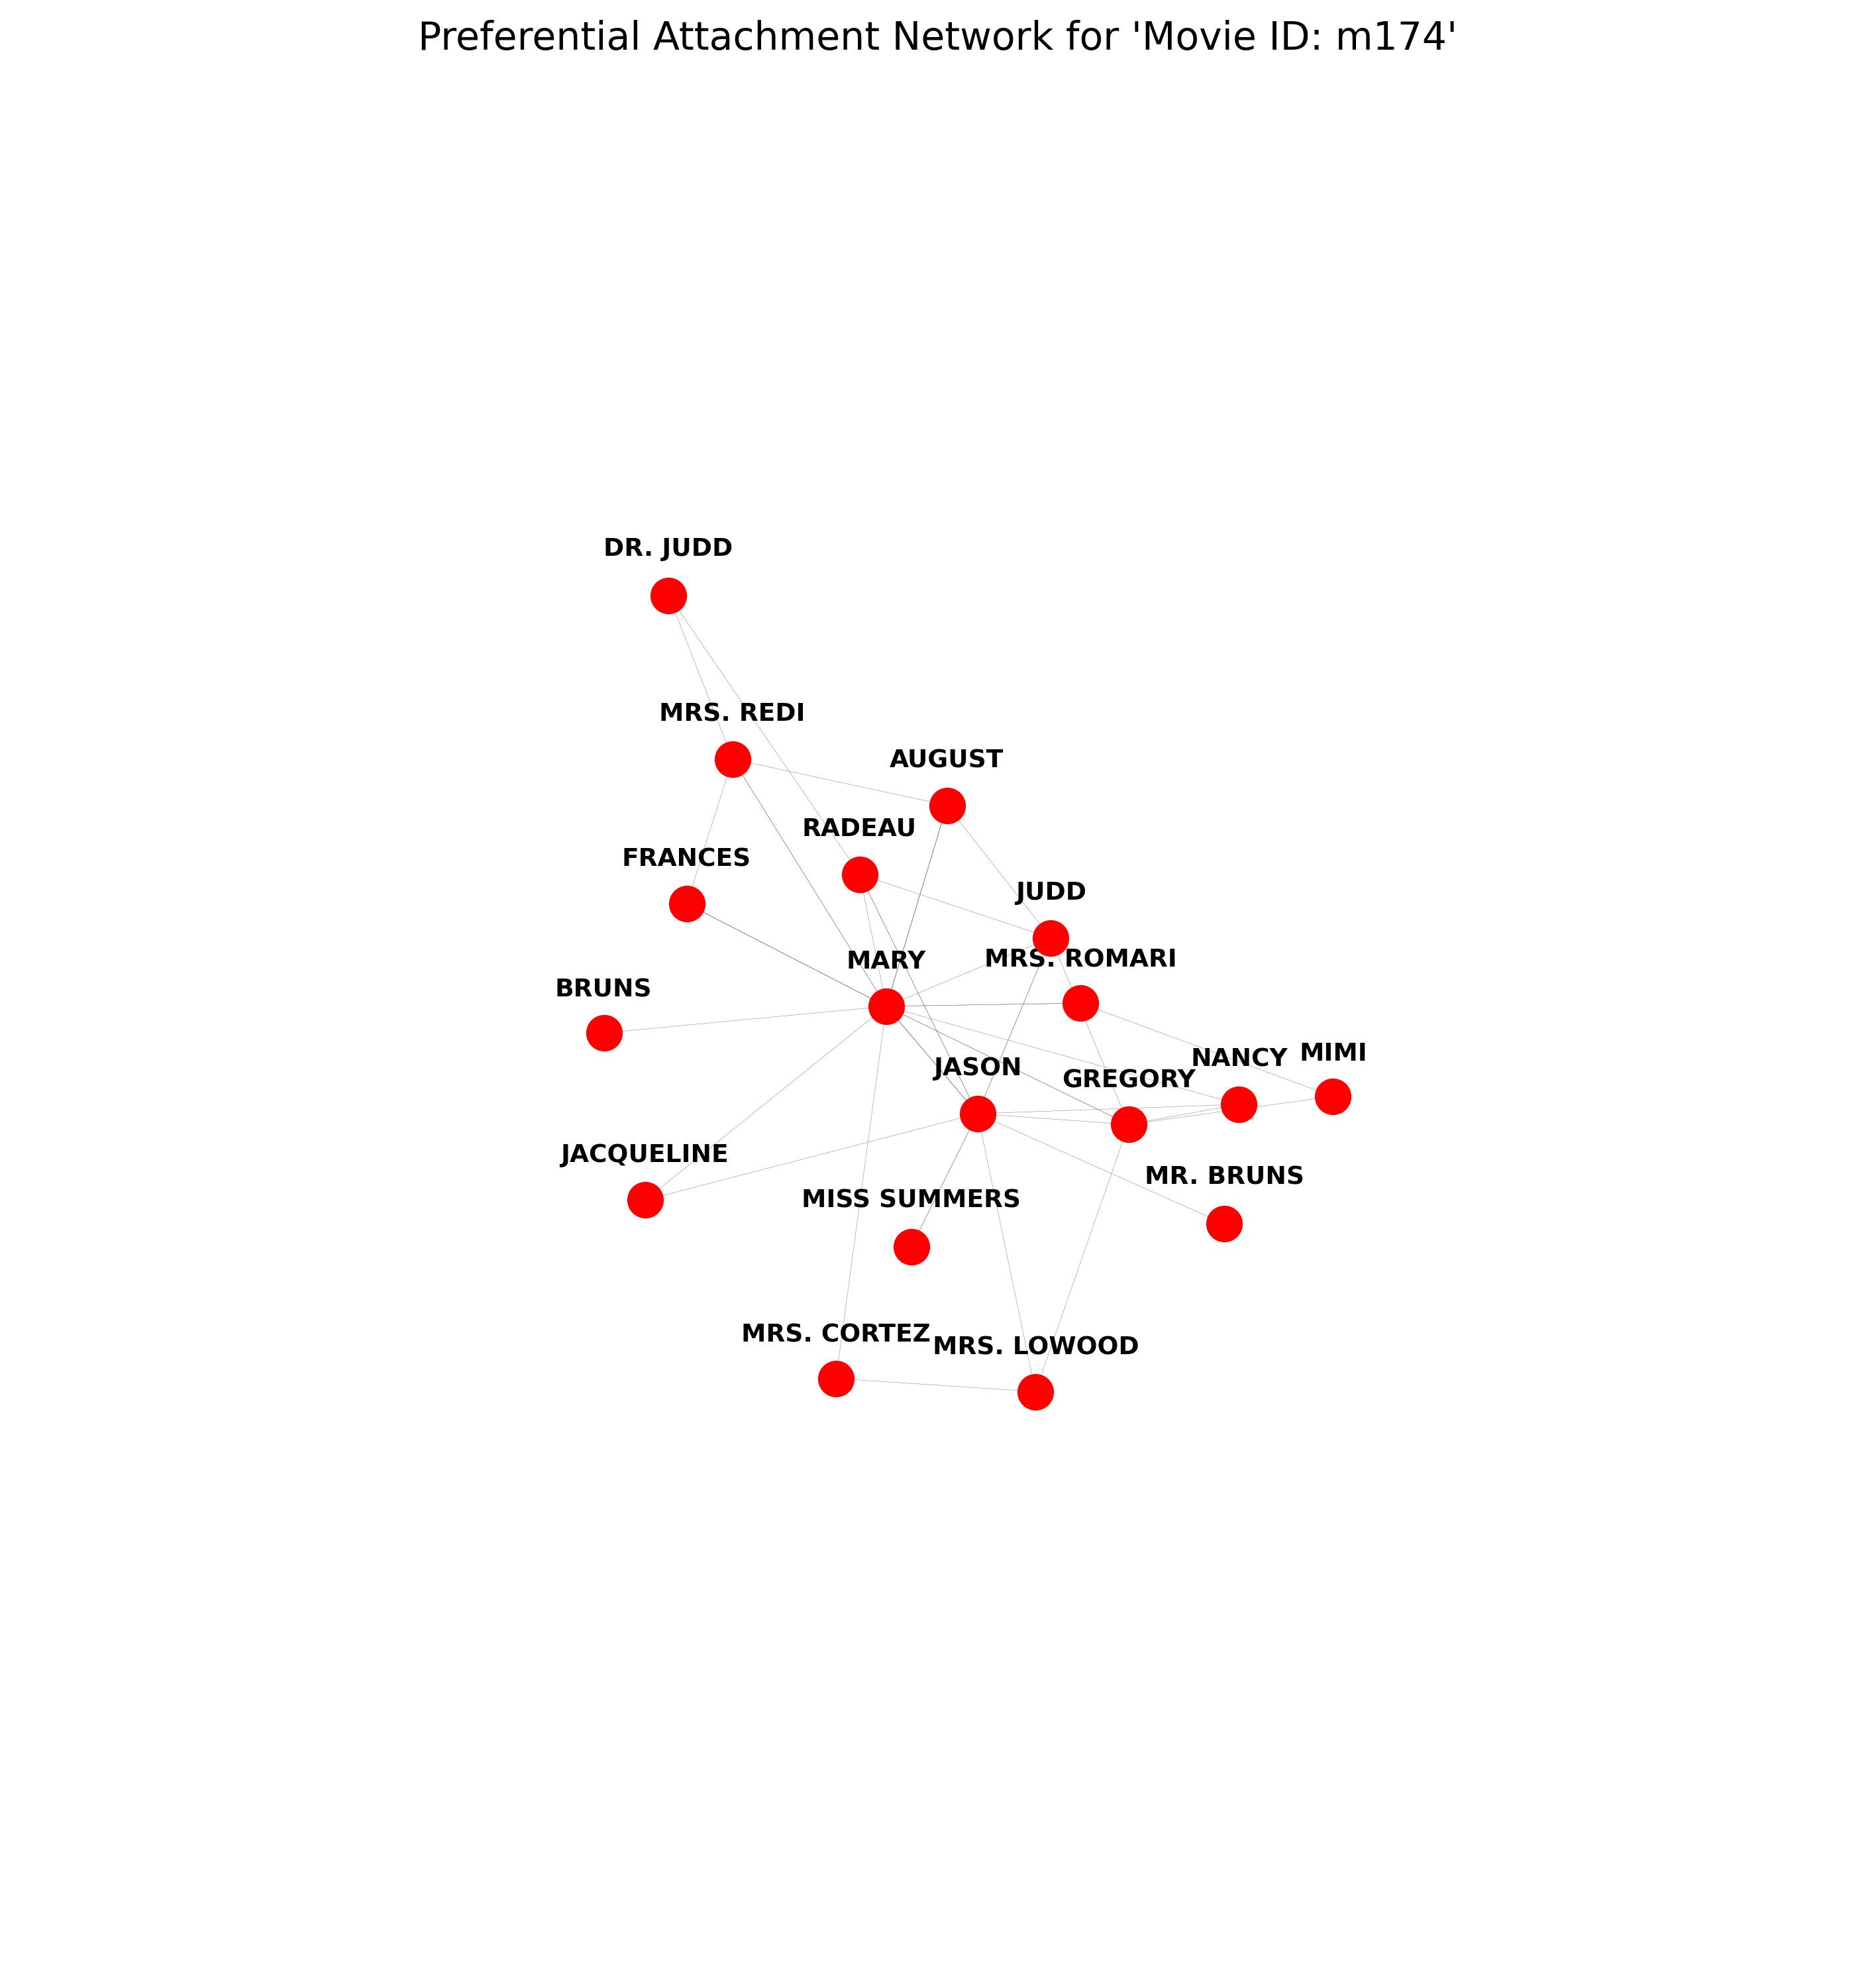 Preferential Attachment Network for 'Movie ID: m174'
DR. JUDD
MRS. REDI
AUGUST
RADEAU
FRANCES
JUDD
MARY
MRS. ROMARI
BRUNS
NANCY
MIMI
JASON
GREGORY
JACQUELINE
MR. BRUNS
MISS SUMMERS
MRS. CORTEZ
MRS. LOWOOD